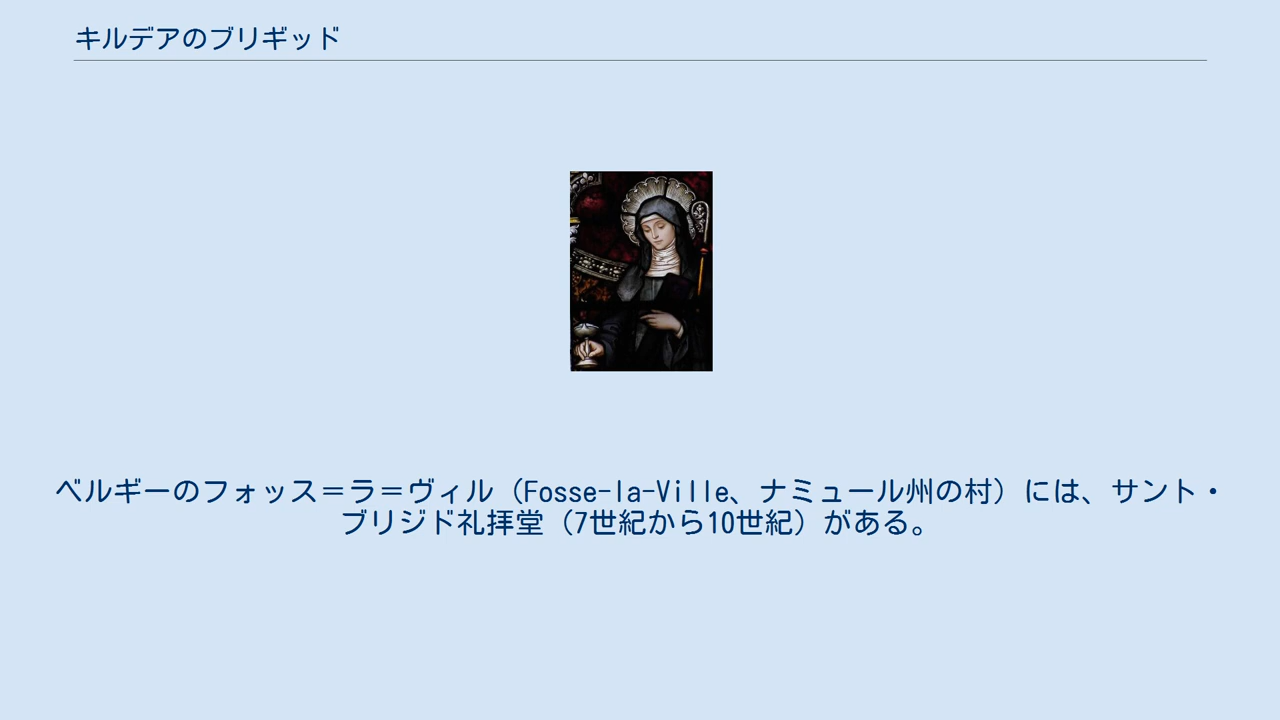 キルデアのブリギッド
ベルギーのフォッス＝ラ＝ヴィル（Fosse-la-Ville、ナミュール州の村）には、サント・
ブリジド礼拝堂（7世紀から10世紀）がある。